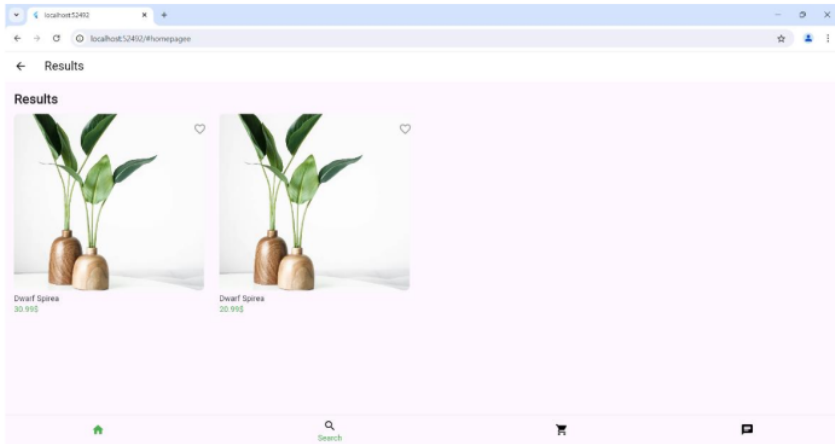 localhost:52492
localhost:52492/#homepagee
Results
Results
Dwarf Spirea
30.99$
Dwarf Spirea
20.99$
Search